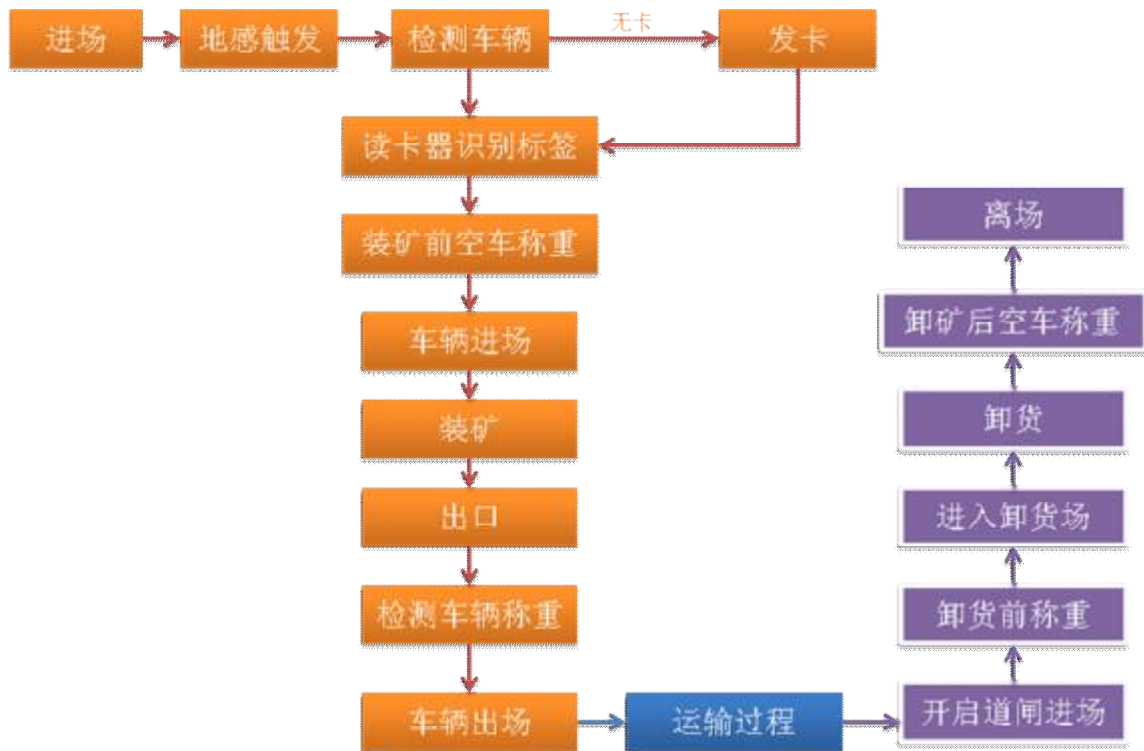 进场
地感触发
检测车辆
无卡
发卡
读卡器识别标签
装矿前空车称重
车辆进场
装矿
出口
检测车辆称重
车辆出场
运输过程
开启道闸进场
卸货前称重
进入卸货场
卸货
卸矿后空车称重
离场